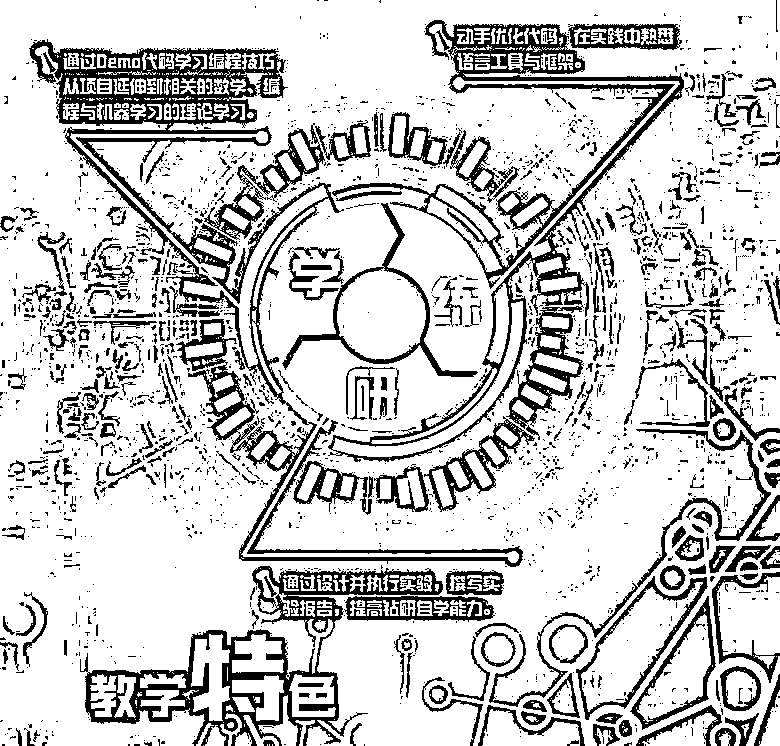 通过Demo代码学习编程技巧,
从项目延伸到相关的数学、编
程与机器学习的理论学习。
动手优化代码，在实践中熟悉
语言工具与框架。
学
练
研
通过设计并执行实验，撰写实
验报告，提高钻研自学能力。
教学特色